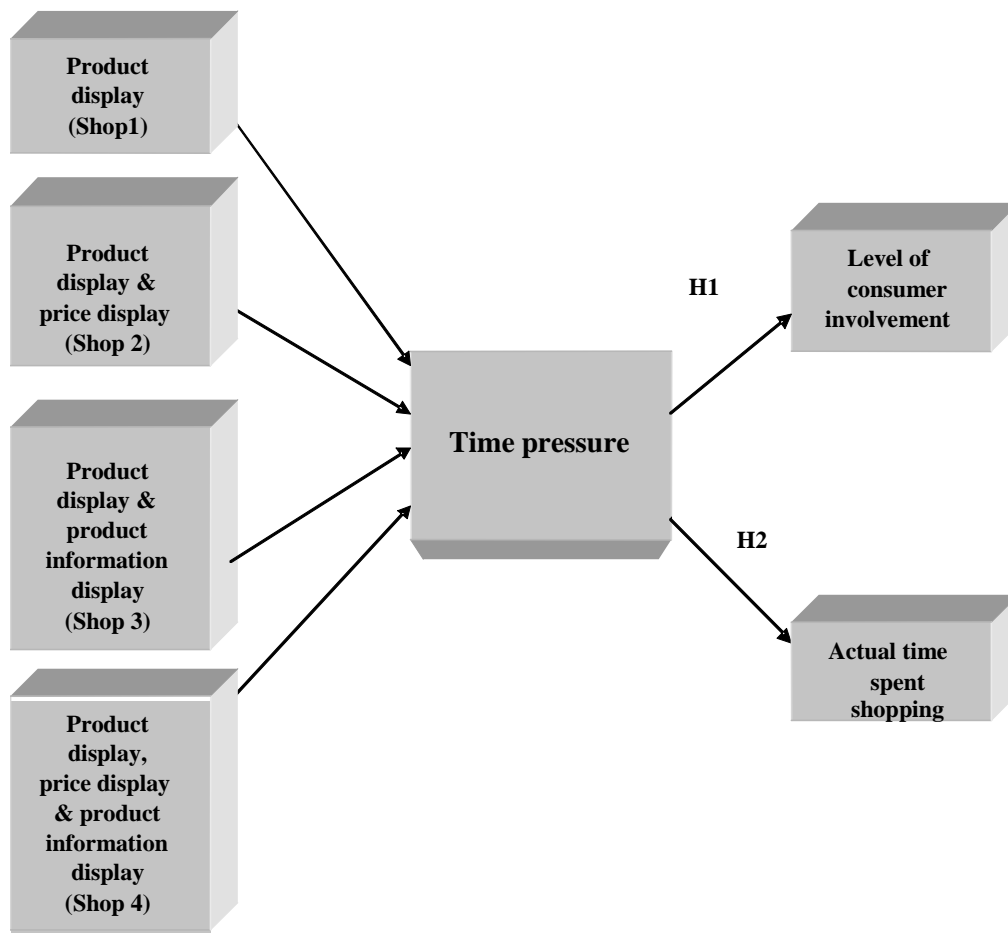 Product
display
(Shop1)
Product
display &
price display
(Shop 2)
Product
display &
product
information
display
(Shop 3)
Product
display,
price display
& product
information
display
(Shop 4)
Time pressure
H1
H2
Level of
consumer
involvement
Actual time
spent
shopping